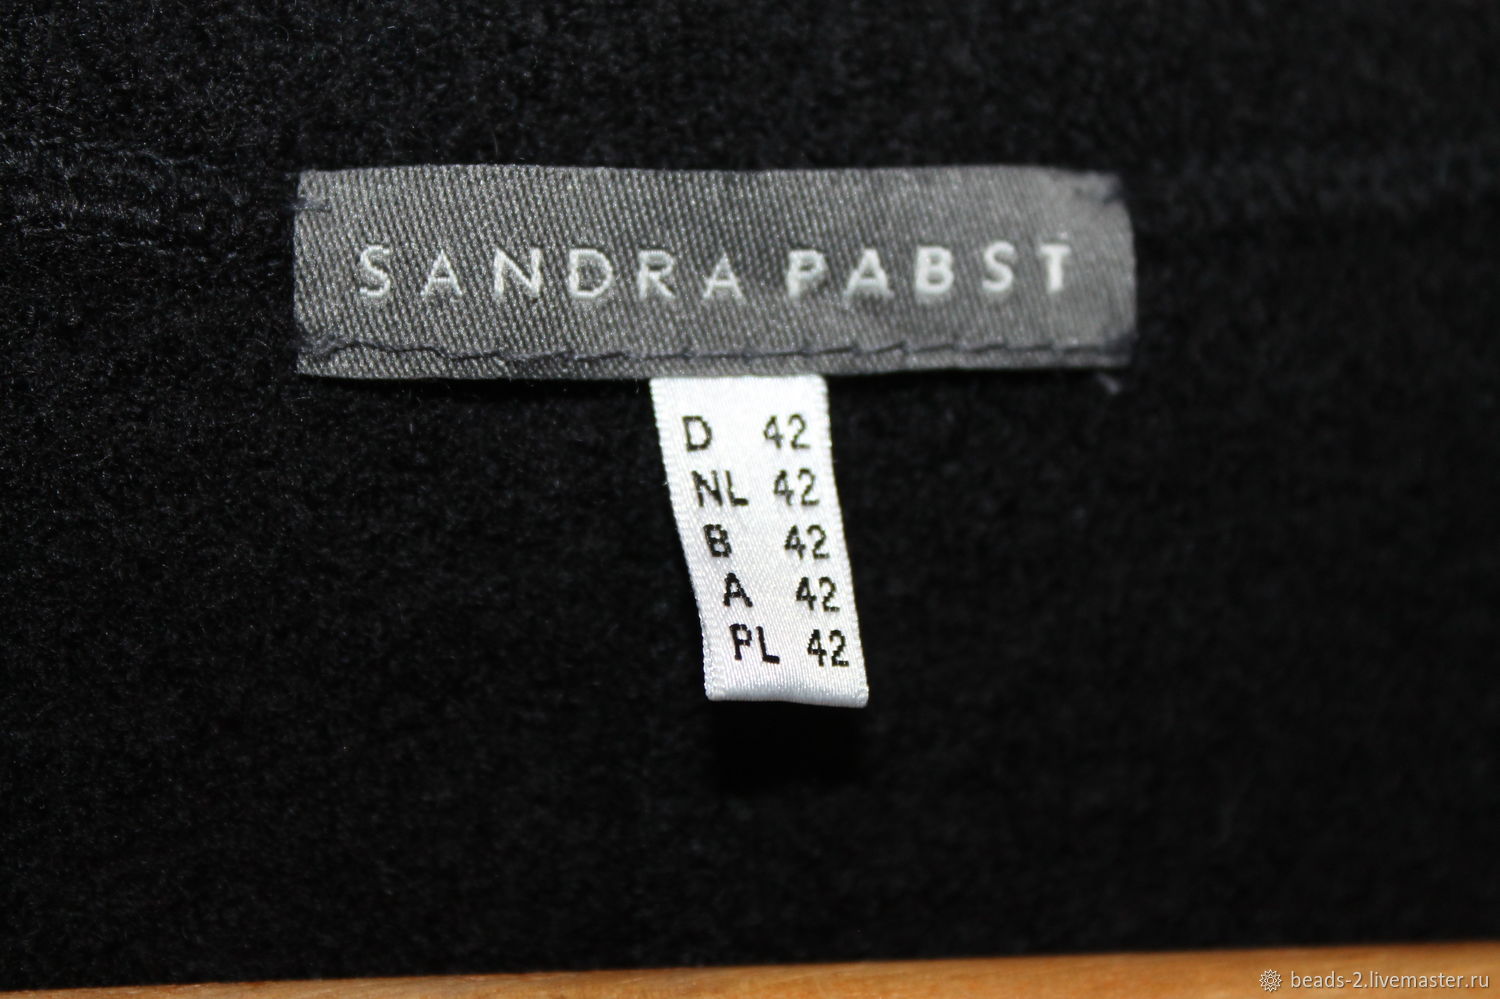 SANDRA PABST
D 42
NL 42
B 42
A 42
PL 42
beads-2.livemaster.ru